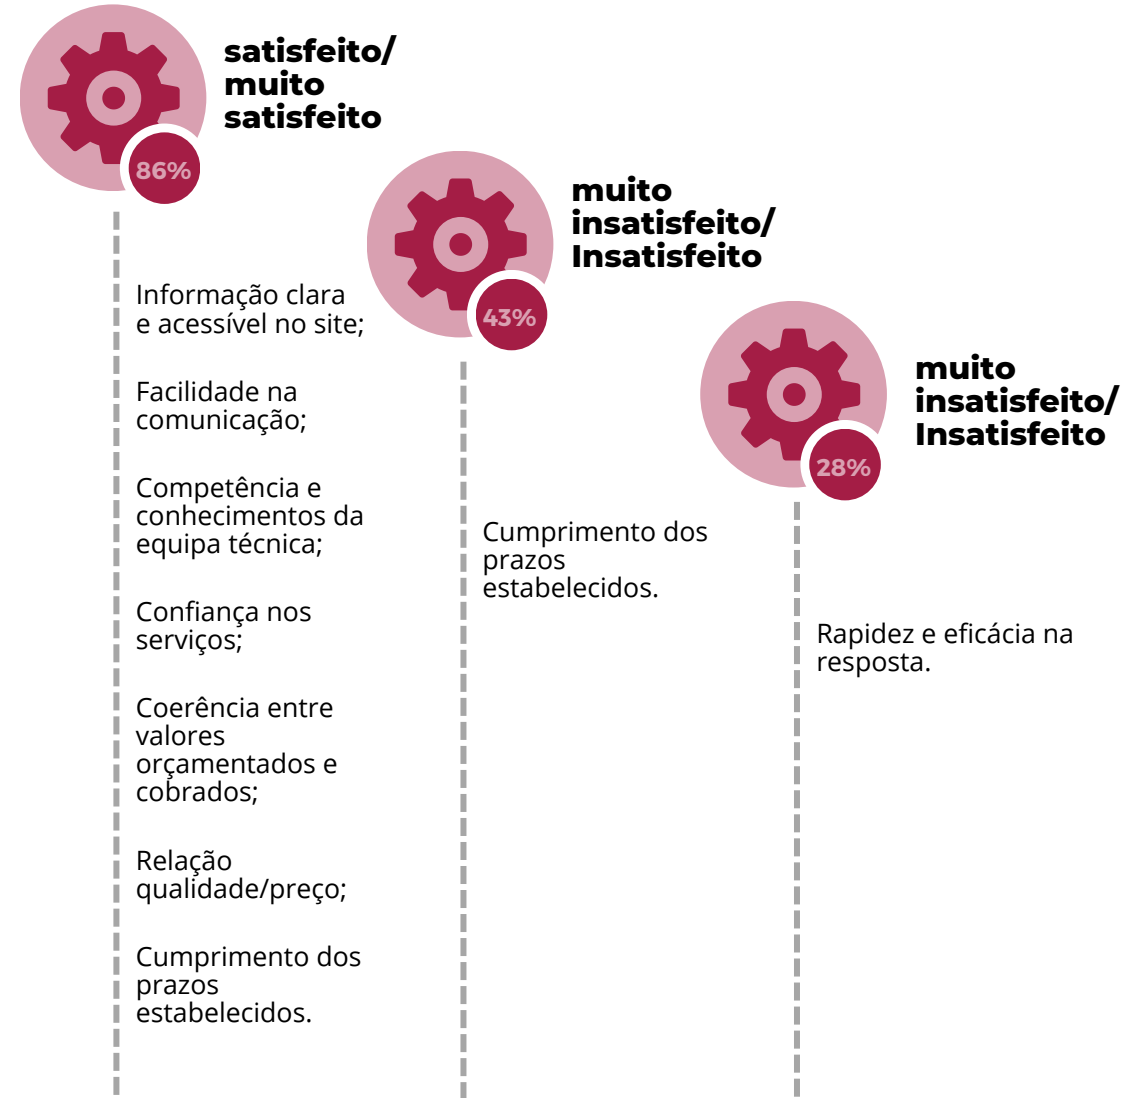 satisfeito/
muito
satisfeito
86%
Informação clara
e acessível no site;
Facilidade na
comunicação;
Competência e
conhecimentos da
equipa técnica;
Confiança nos
serviços;
Coerência entre
valores
orçamentados e
cobrados;
Relação
qualidade/preço;
Cumprimento dos
prazos
estabelecidos.
muito
insatisfeito/
Insatisfeito
43%
Cumprimento dos
prazos
estabelecidos.
muito
insatisfeito/
Insatisfeito
28%
Rapidez e eficácia na
resposta.